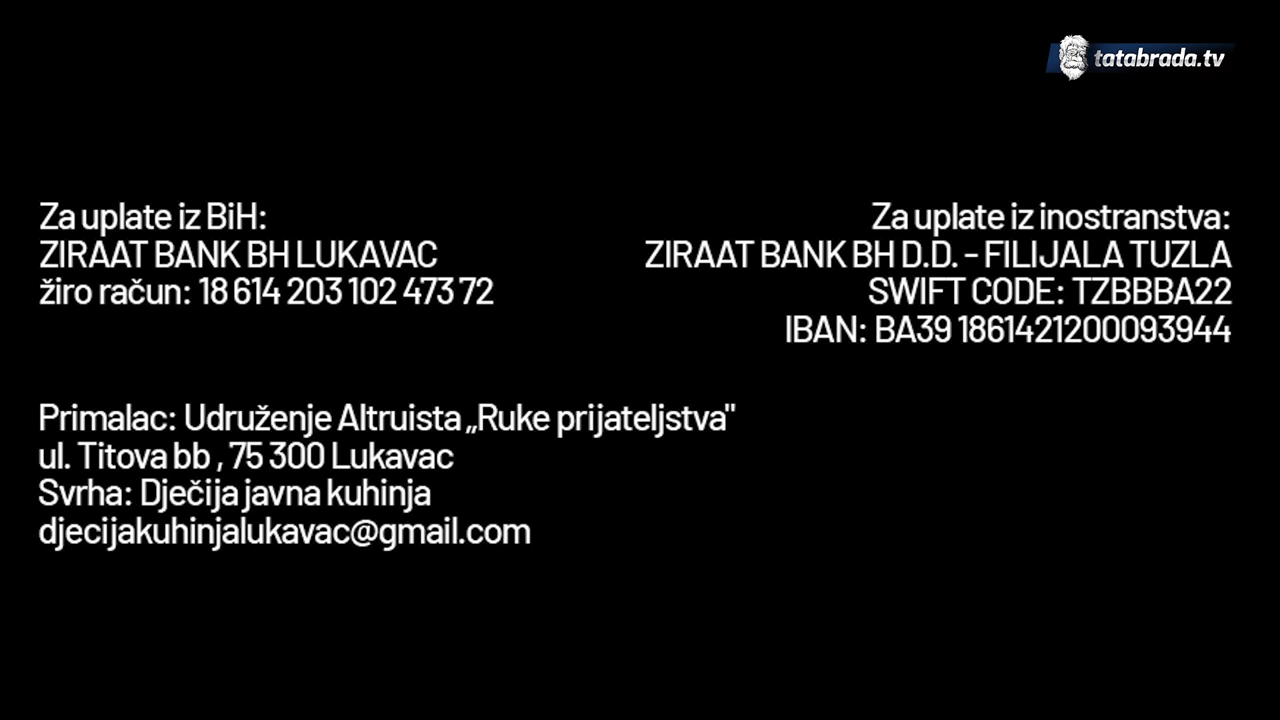 tatabrada.tv
Za uplate iz BiH:
ZIRAAT BANK BH LUKAVAC
žiro račun: 18 614 203 102 473 72
Za uplate iz inostranstva:
ZIRAAT BANK BH D.D. - FILIJALA TUZLA
SWIFT CODE: TZBBBA22
IBAN: BA39 1861421200093944
Primalac: Udruženje Altruista „Ruke prijateljstva"
ul. Titova bb , 75 300 Lukavac
Svrha: Dječija javna kuhinja
djecijakuhinjalukavac@gmail.com